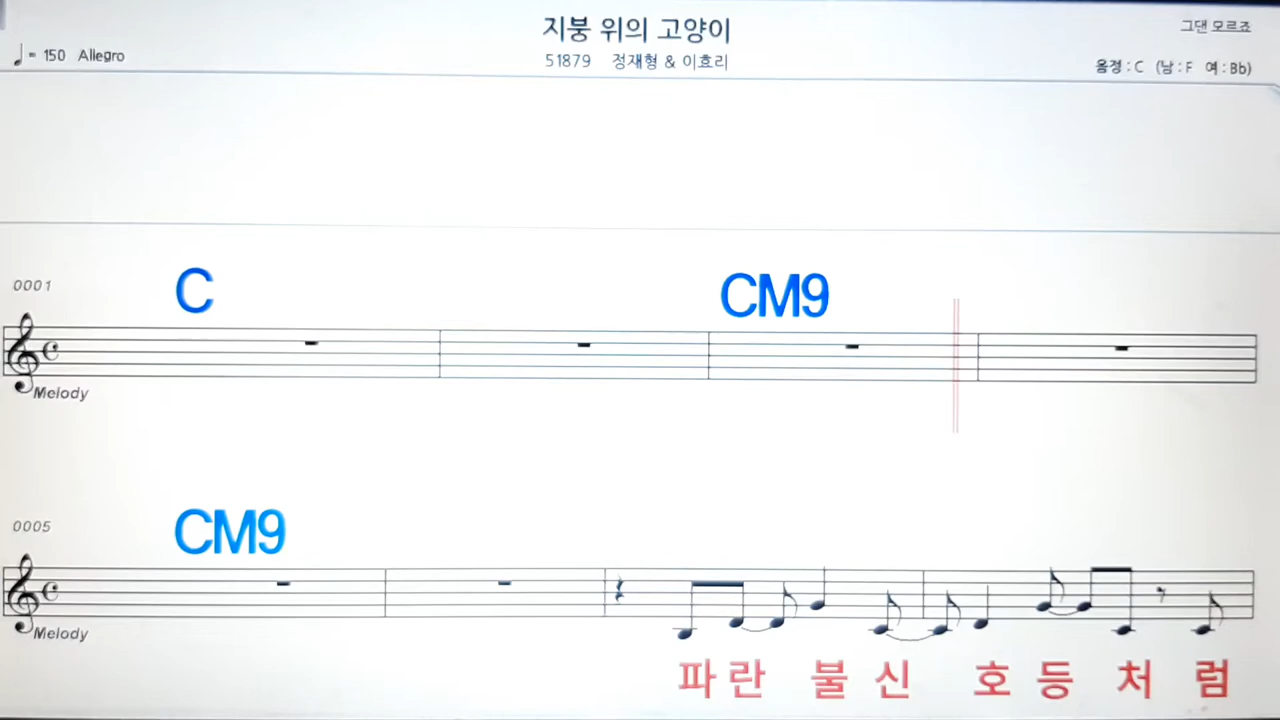 지붕 위의 고양이
그댄 모르죠
♩= 150 Allegro
51879 정재형 & 이효리
음정 : C (남 : F 여 : Bb)
0001
C CM9
Melody
0005
CM9
Melody
파란 불신 호등 처 럼